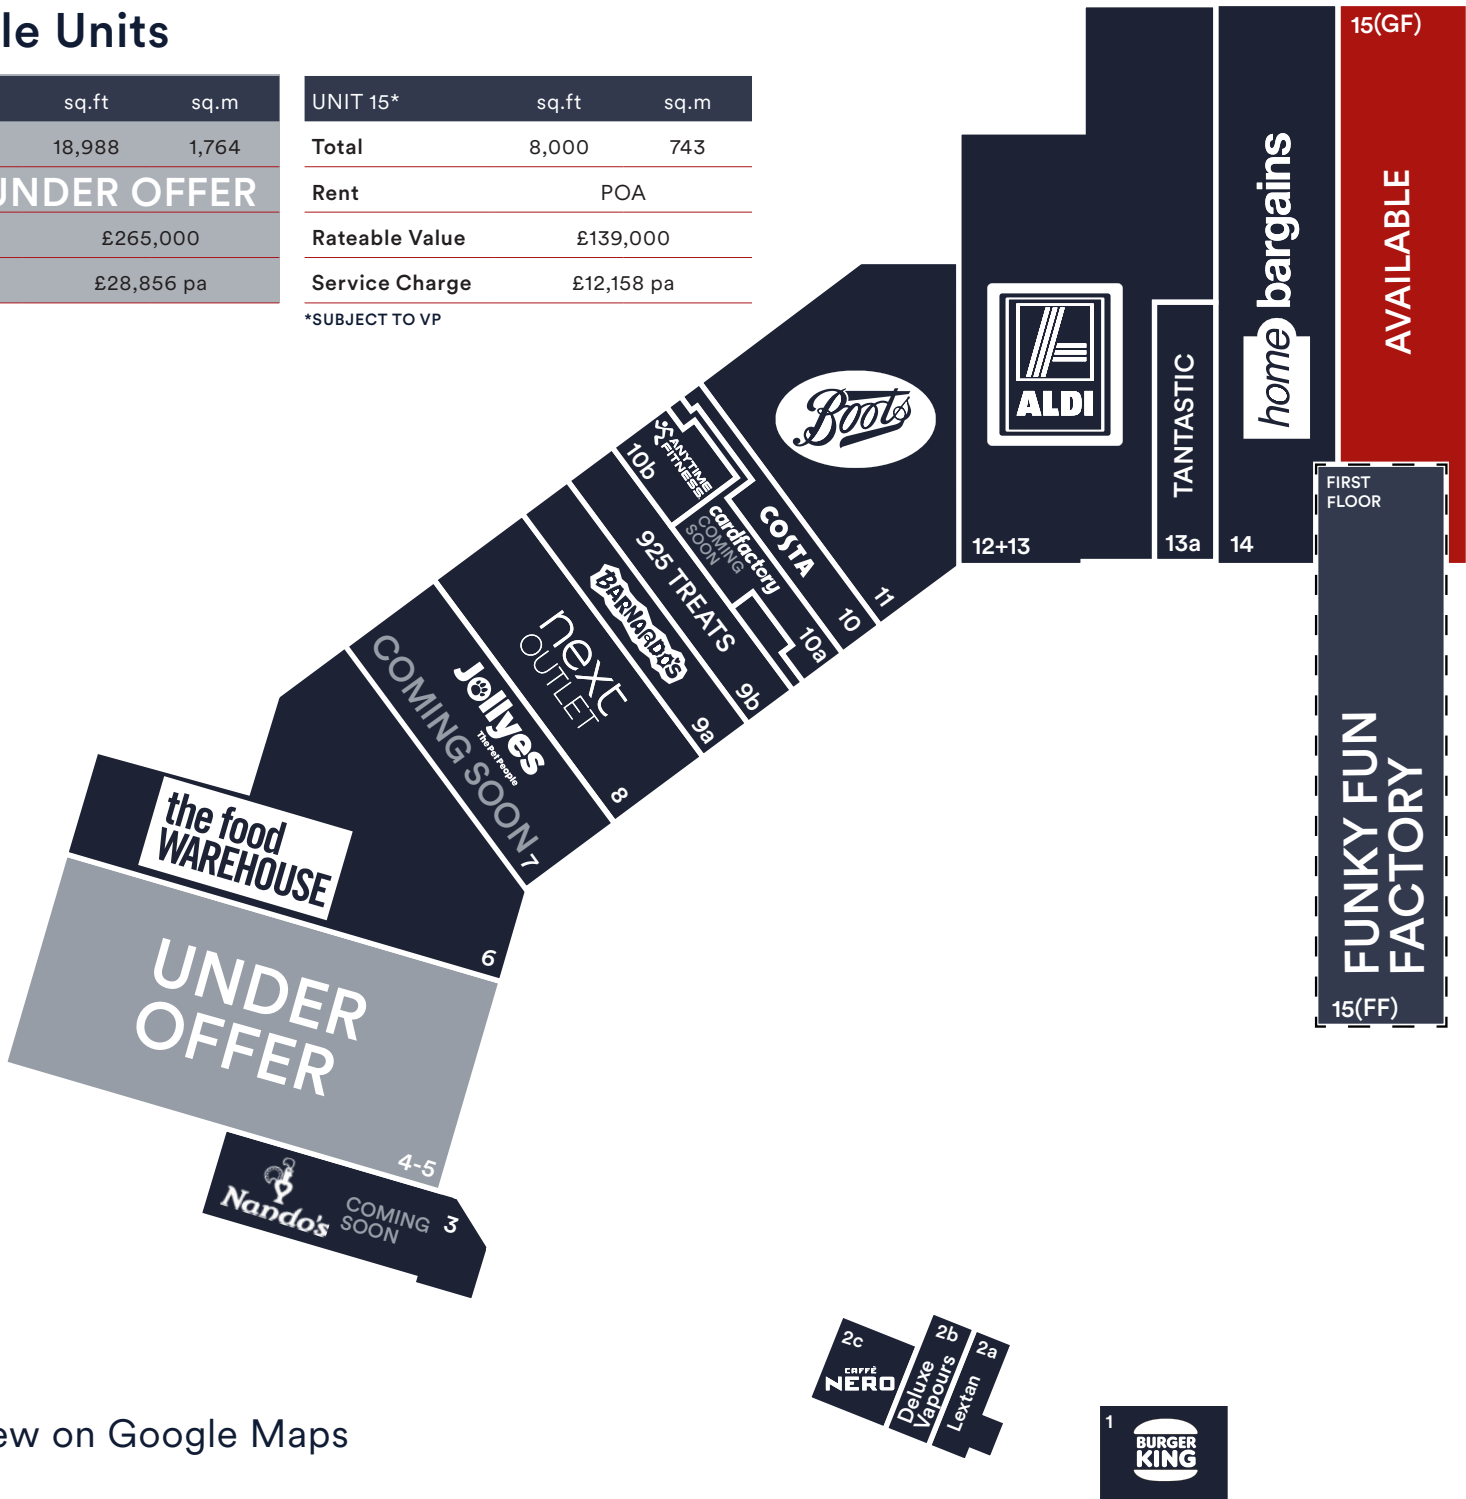 le Units
sq.ft sq.m
18,988 1,764
UNDER OFFER
£265,000
£28,856 pa
UNIT 15* sq.ft sq.m
Total 8,000 743
Rent POA
Rateable Value £139,000
Service Charge £12,158 pa
*SUBJECT TO VP
15(GF)
AVAILABLE
home bargains
14
TANTASTIC
13a
ALDI
12+13
FIRST
FLOOR
FUNKY FUN
FACTORY
15(FF)
Boots
11
COSTA
10
10b
ANYTIME
FITNESS
cardfactory
COMING
SOON
10a
925 TREATS
9b
BARNARDO'S
9a
next
OUTLET
8
Jollyes
The Pet People
COMING SOON
7
the food
WAREHOUSE
6
UNDER
OFFER
4-5
Nando's
COMING
SOON
3
2c
CAFFÈ
NERO
2b
Deluxe
Vapours
2a
Lextan
1
BURGER
KING
ew on Google Maps